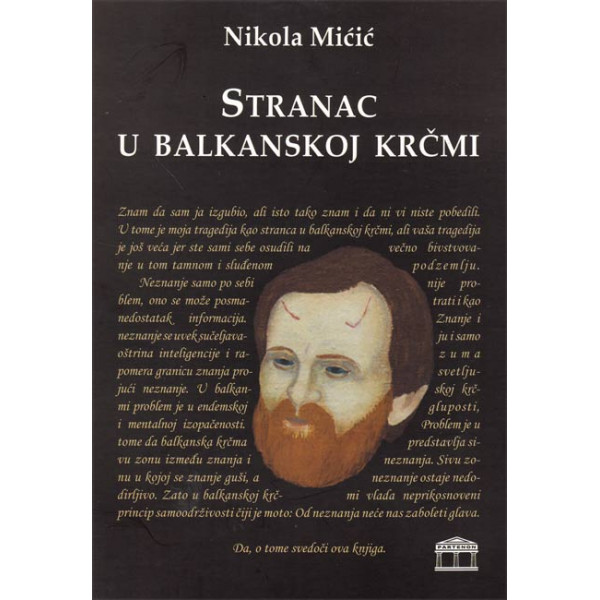 Nikola Mićić
STRANAC
U BALKANSKOJ KRČMI
Znam da sam ja izgubio, ali isto tako znam i da ni vi niste pobedili.
U tome je moja tragedija kao stranca u balkanskoj krčmi, ali vaša tragedija
je još veća jer ste sami sebe osudili na večno bivstvova-
nje u tom tamnom i sluđenom podzemlju.
Neznanje samo po sebi nije pro-
blem, ono se može posma- trati i kao
nedostatak informacija. Znanje i
neznanje se uvek sučeljava- ju i samo
oštrina inteligencije i ra- zuma
pomera granicu znanja pro- svetlju-
jući neznanje. U balkan- skoj krč-
mi problem je u endemskoj gluposti,
i mentalnoj izopačenosti. Problem je u
tome da balkanska krčma predstavlja si-
vu zonu između znanja i neznanja. Sivu zo-
nu u kojoj se znanje guši, a neznanje ostaje nedo-
dirljivo. Zato u balkanskoj krč- mi vlada neprikosnoveni
princip samoodrživosti čiji je moto: Od neznanja neće nas zaboleti glava.
Da, o tome svedoči ova knjiga.
PARTENON